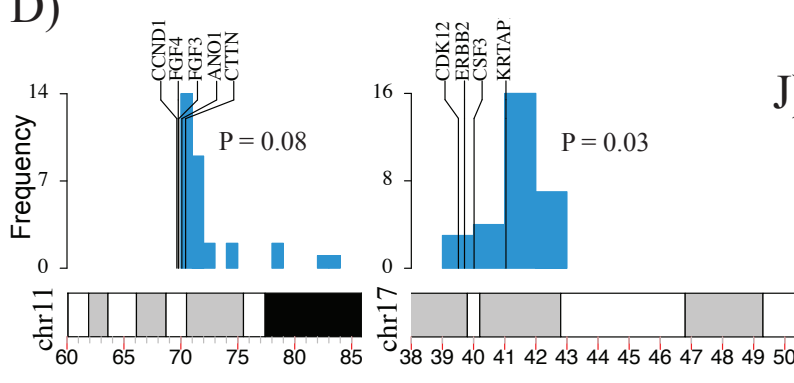 D)
CCND1
FGF4
FGF3
ANO1
CTTN
CDK12
ERBB2
CSF3
KRTAP
J)
Frequency
14
7
0
P = 0.08
16
8
0
P = 0.03
chr11
60 65 70 75 80 85
chr17
38 39 40 41 42 43 44 45 46 47 48 49 50